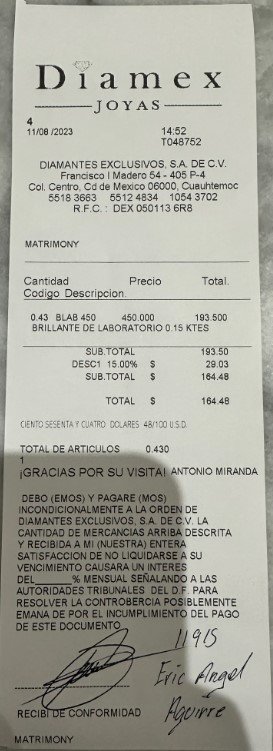 Diamex
JOYAS
4
11/08 /2023 14:52
T048752
DIAMANTES EXCLUSIVOS, S.A. DE C.V.
Francisco I Madero 54 - 405 P-4
Col. Centro, Cd de Mexico 06000, Cuauhtemoc
5518 3663 5512 4834 1054 3702
R.F.C. : DEX 050113 6R8
MATRIMONY
Cantidad Precio Total.
Codigo Descripcion.
0.43 BLAB 450 450.000 193.500
BRILLANTE DE LABORATORIO 0.15 KTES
SUB.TOTAL 193.50
DESC1 15.00% $ 29.03
SUB.TOTAL $ 164.48
TOTAL $ 164.48
CIENTO SESENTA Y CUATRO DOLARES 48/100 U.S.D.
TOTAL DE ARTICULOS 0.430
1
¡GRACIAS POR SU VISITA! ANTONIO MIRANDA
DEBO (EMOS) Y PAGARE (MOS)
INCONDICIONALMENTE A LA ORDEN DE
DIAMANTES EXCLUSIVOS, S.A. DE C.V. LA
CANTIDAD DE MERCANCIAS ARRIBA DESCRITA
Y RECIBIDA A MI (NUESTRA) ENTERA
SATISFACCION DE NO LIQUIDARSE A SU
VENCIMIENTO CAUSARA UN INTERES
DEL______% MENSUAL SEÑALANDO A LAS
AUTORIDADES TRIBUNALES DEL D.F. PARA
RESOLVER LA CONTROBERCIA POSIBLEMENTE
EMANA DE POR EL INCUMPLIMIENTO DEL PAGO
DE ESTE DOCUMENTO
11915
Eric Angel
Aguirre
RECIBI DE CONFORMIDAD
MATRIMONY